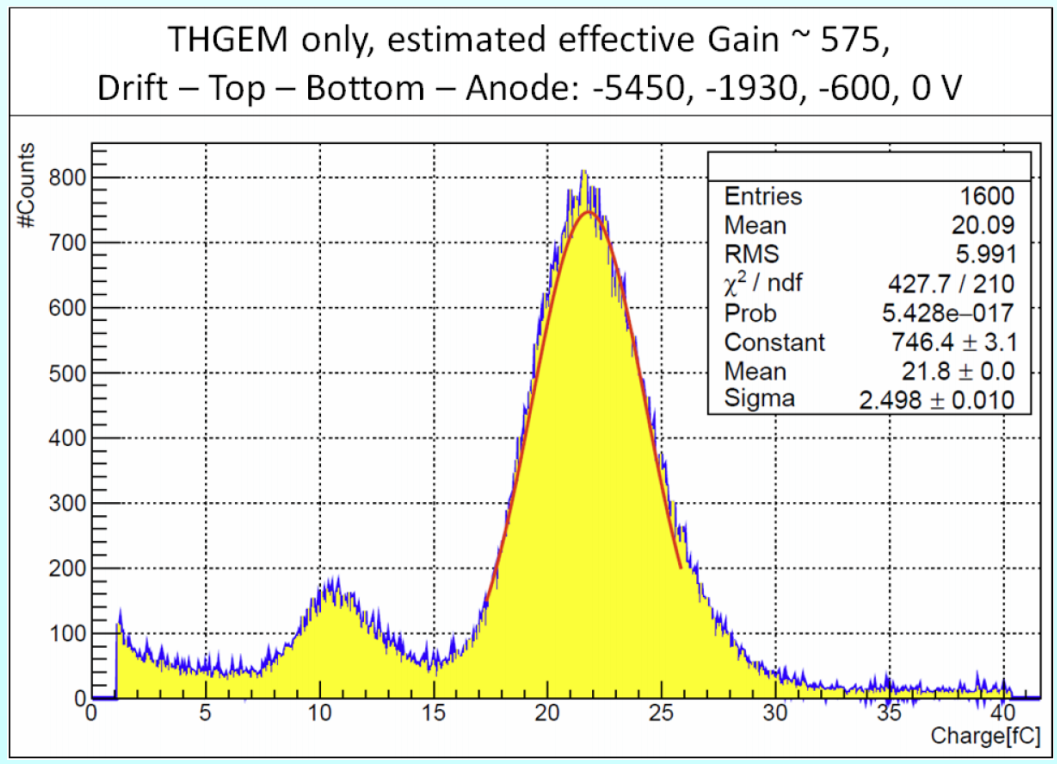 THGEM only, estimated effective Gain ~ 575,
Drift – Top – Bottom – Anode: -5450, -1930, -600, 0 V
#Counts
800
700
600
500
400
300
200
100
0
Entries 1600
Mean 20.09
RMS 5.991
χ² / ndf 427.7 / 210
Prob 5.428e–017
Constant 746.4 ± 3.1
Mean 21.8 ± 0.0
Sigma 2.498 ± 0.010
0 5 10 15 20 25 30 35 40
Charge[fC]